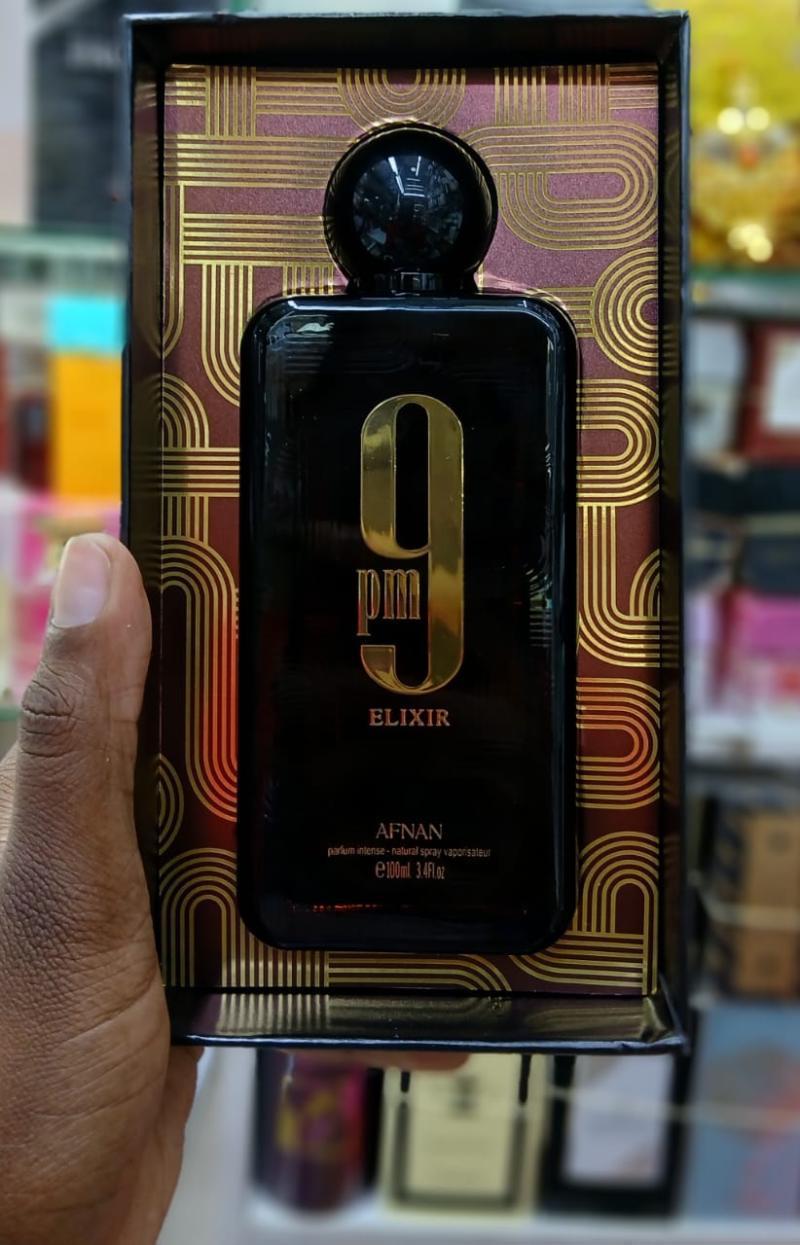 9
pm
ELIXIR
AFNAN
parfum intense - natural spray vaporisateur
℮100ml 3.4Fl.oz